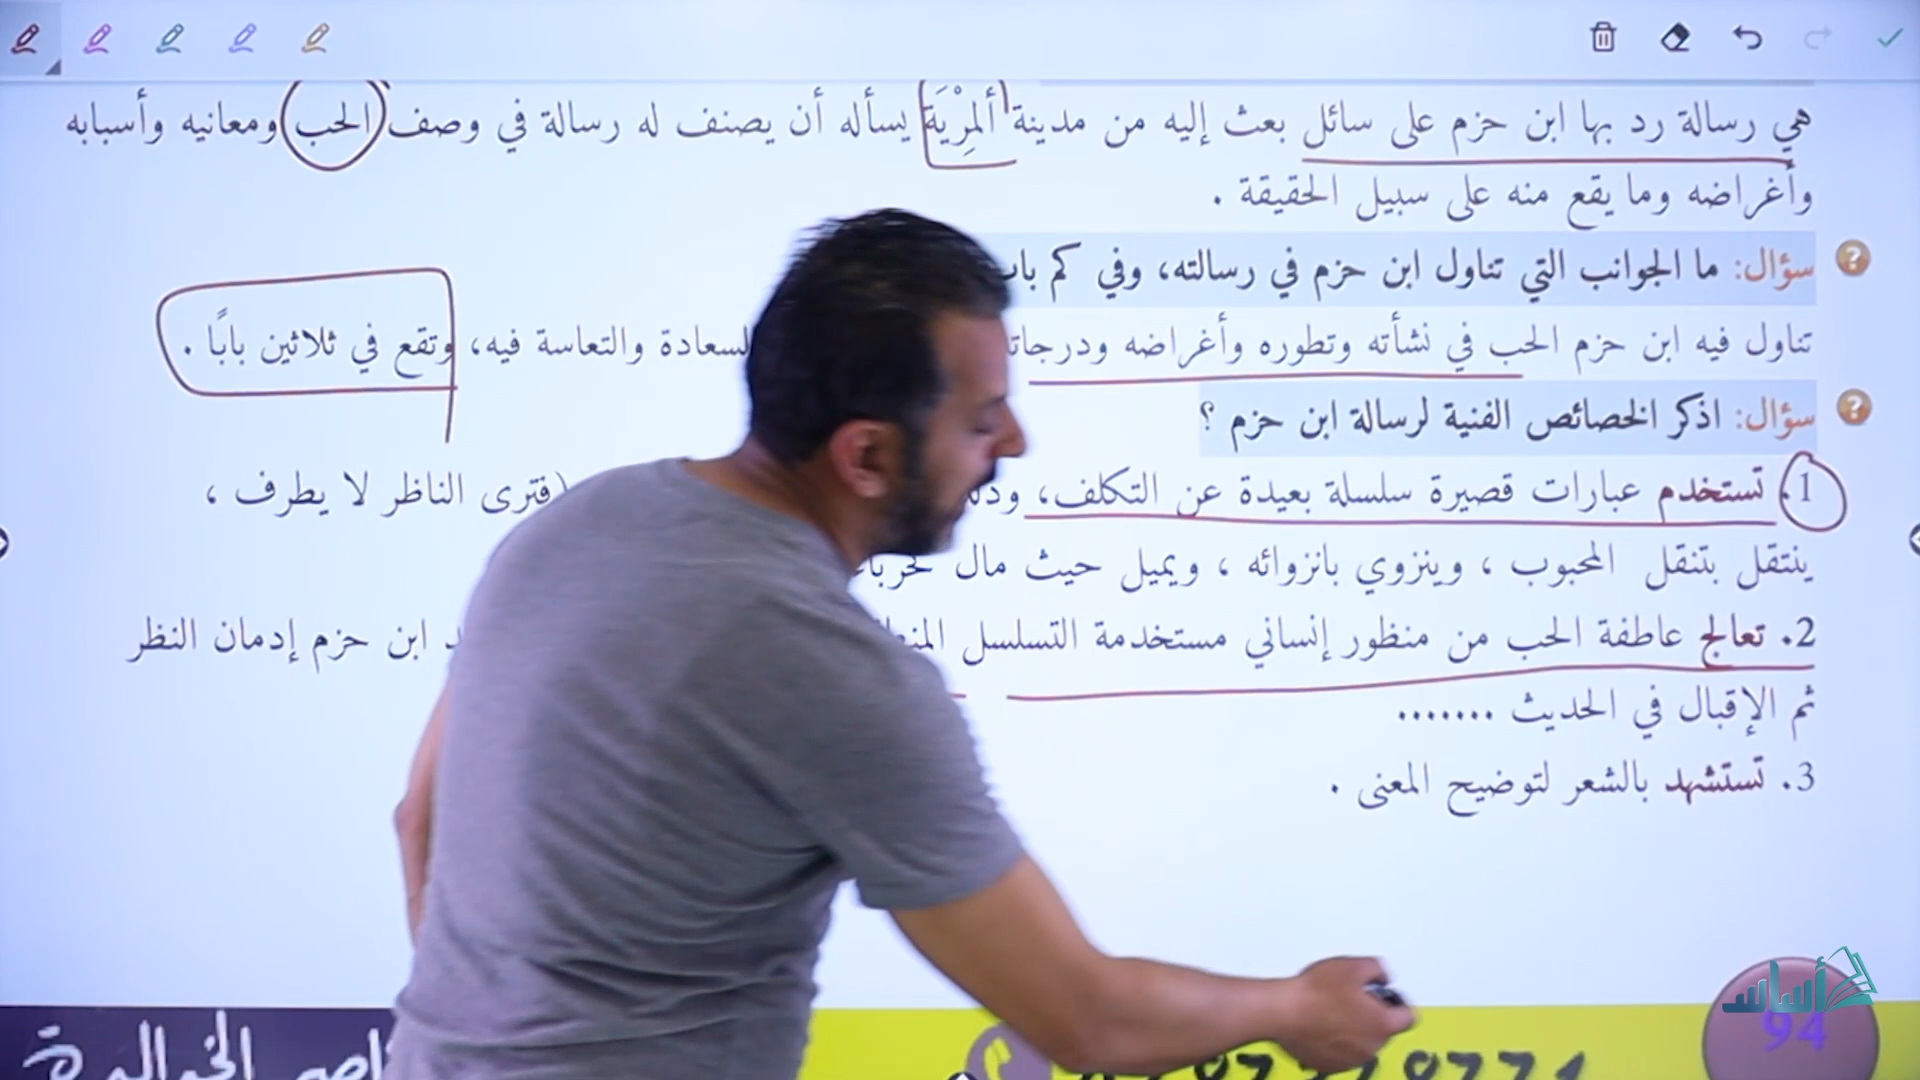 هي رسالة رد بها ابن حزم على سائل بعث إليه من مدينة ألمِرْيَة يسأله أن يصنف له رسالة في وصف الحب ومعانيه وأسبابه
وأغراضه وما يقع منه على سبيل الحقيقة .
سؤال: ما الجوانب التي تناول ابن حزم في رسالته، وفي كم
تناول فيه ابن حزم الحب في نشأته وتطوره وأغراضه السعادة والتعاسة فيه، وتقع في ثلاثين بابًا .
سؤال: اذكر الخصائص الفنية لرسالة ابن حزم ؟
1. تستخدم عبارات قصيرة سلسلة بعيدة عن التكلف، (فترى الناظر لا يطرف ،
ينتقل بتنقل المحبوب ، وينزوي بانزوائه ، ويميل حيث مال
2. تعالج عاطفة الحب من منظور إنساني مستخدمة التسلسل ابن حزم إدمان النظر
ثم الإقبال في الحديث .......
3. تستشهد بالشعر لتوضيح المعنى .
أساس
94
الخوالدة